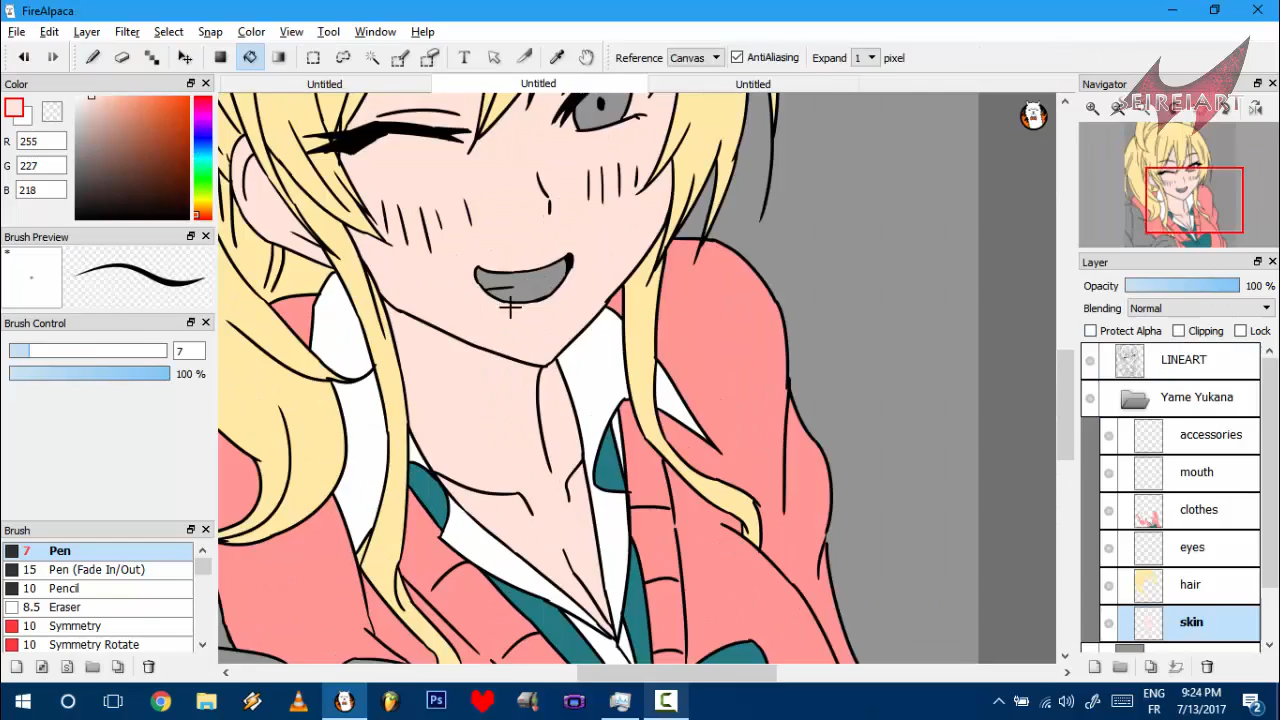 FireAlpaca
File Edit Layer Filter Select Snap Color View Tool Window Help
Reference Canvas AntiAliasing Expand 1 pixel
Color Untitled Untitled Untitled Navigator
SEIREIART
R 255
G 227
B 218
Brush Preview
*
Layer
Opacity 100 %
Blending Normal
Brush Control
Protect Alpha Clipping Lock
7
100 %
LINEART
Yame Yukana
accessories
mouth
clothes
eyes
hair
skin
Brush
7 Pen
15 Pen (Fade In/Out)
10 Pencil
8.5 Eraser
10 Symmetry
10 Symmetry Rotate
Ps
ENG
FR
9:24 PM
7/13/2017
2